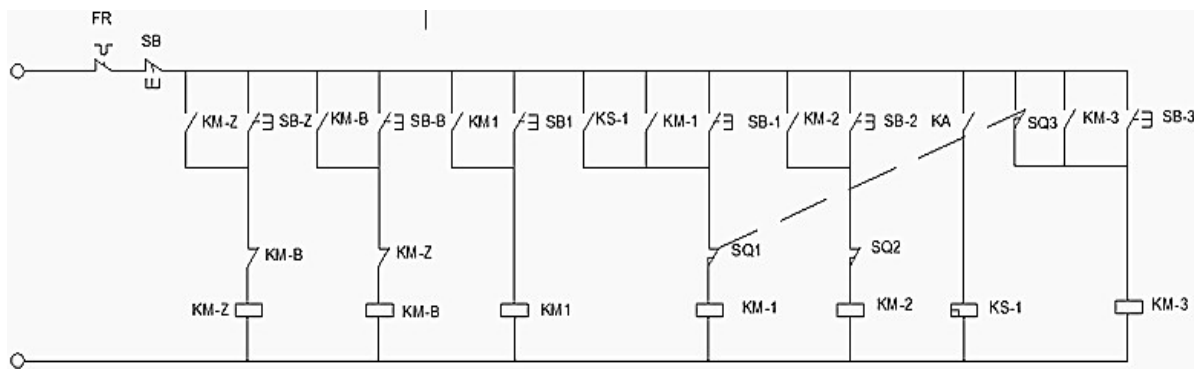 FR
SB
KM-Z SB-Z KM-B SB-B KM1 SB1 KS-1 KM-1 SB-1 KM-2 SB-2 KA SQ3 KM-3 SB-3
KM-B KM-Z SQ1 SQ2
KM-Z KM-B KM1 KM-1 KM-2 KS-1 KM-3